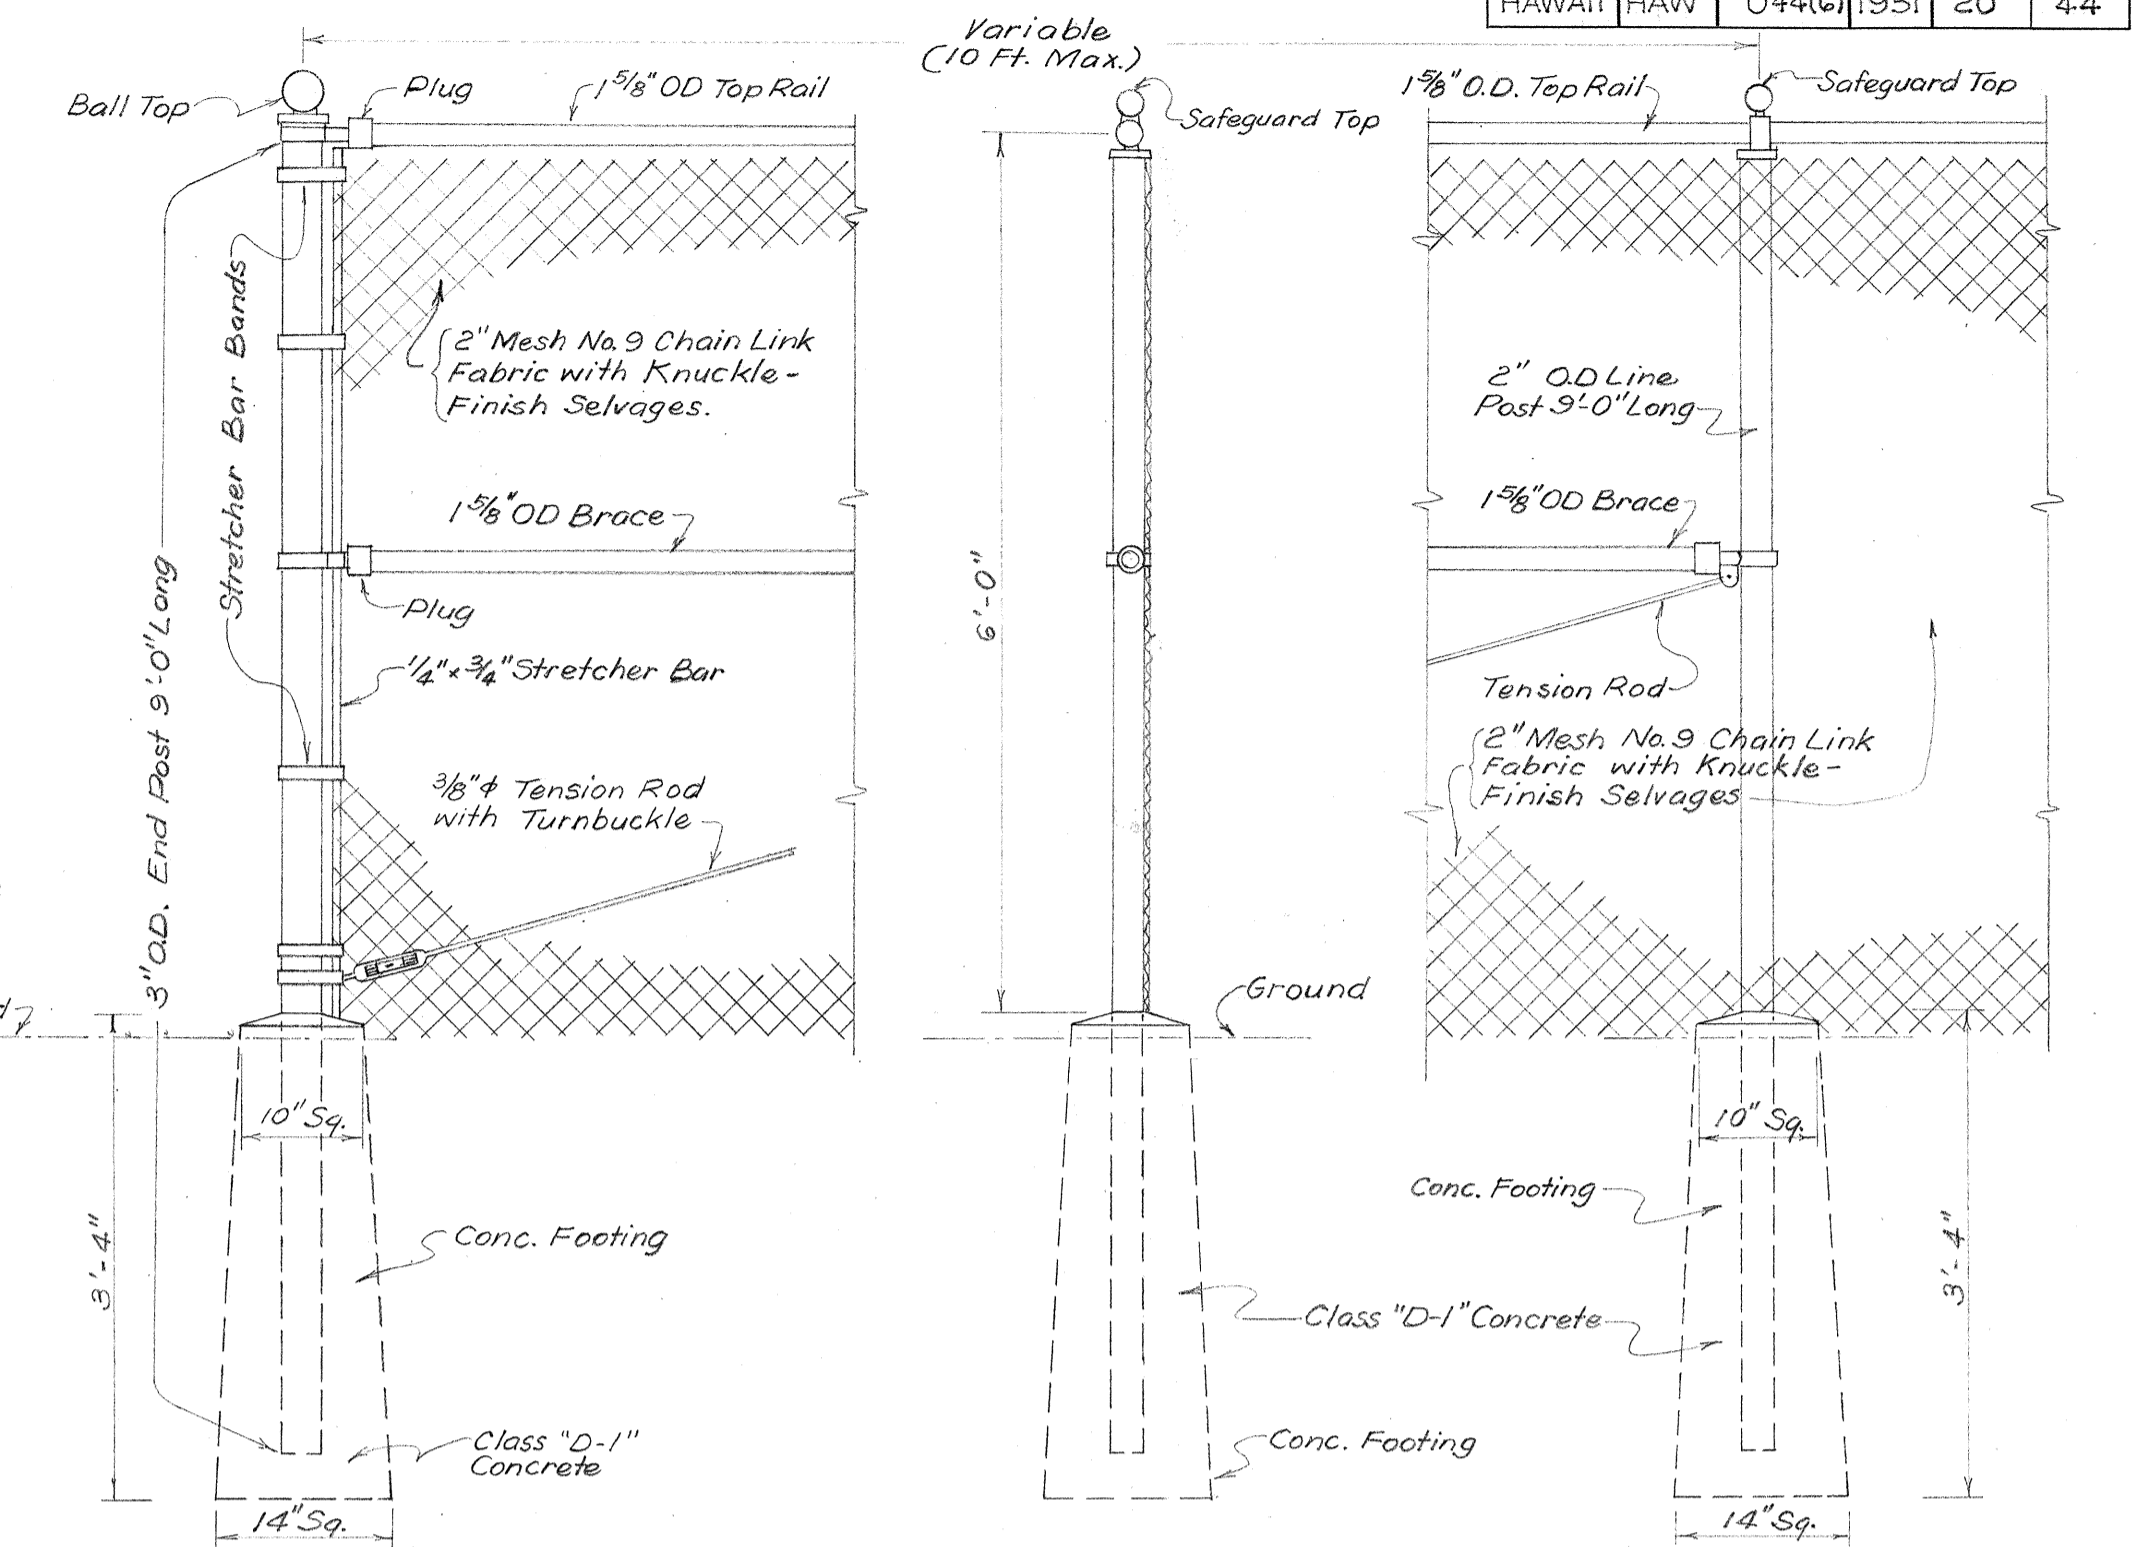 HAWAII HAW 044(6) 1951 20 44
Variable
(10 Ft. Max.)
Ball Top
Plug
1 5/8" OD Top Rail
Safeguard Top
1 5/8" O.D. Top Rail
Safeguard Top
Stretcher Bar Bands
2" Mesh No. 9 Chain Link
Fabric with Knuckle-
Finish Selvages.
2" O.D Line
Post 9'-0" Long
1 5/8" OD Brace
1 5/8" OD Brace
3" O.D. End Post 9'-0" Long
6'-0"
Plug
1/4" x 3/4" Stretcher Bar
Tension Rod
2" Mesh No. 9 Chain Link
Fabric with Knuckle-
Finish Selvages
3/8" ϕ Tension Rod
with Turnbuckle
Ground
10" Sq.
10" Sq.
Conc. Footing
Conc. Footing
3'-4"
3'-4"
Class "D-1" Concrete
Class "D-1"
Concrete
Conc. Footing
14" Sq.
14" Sq.